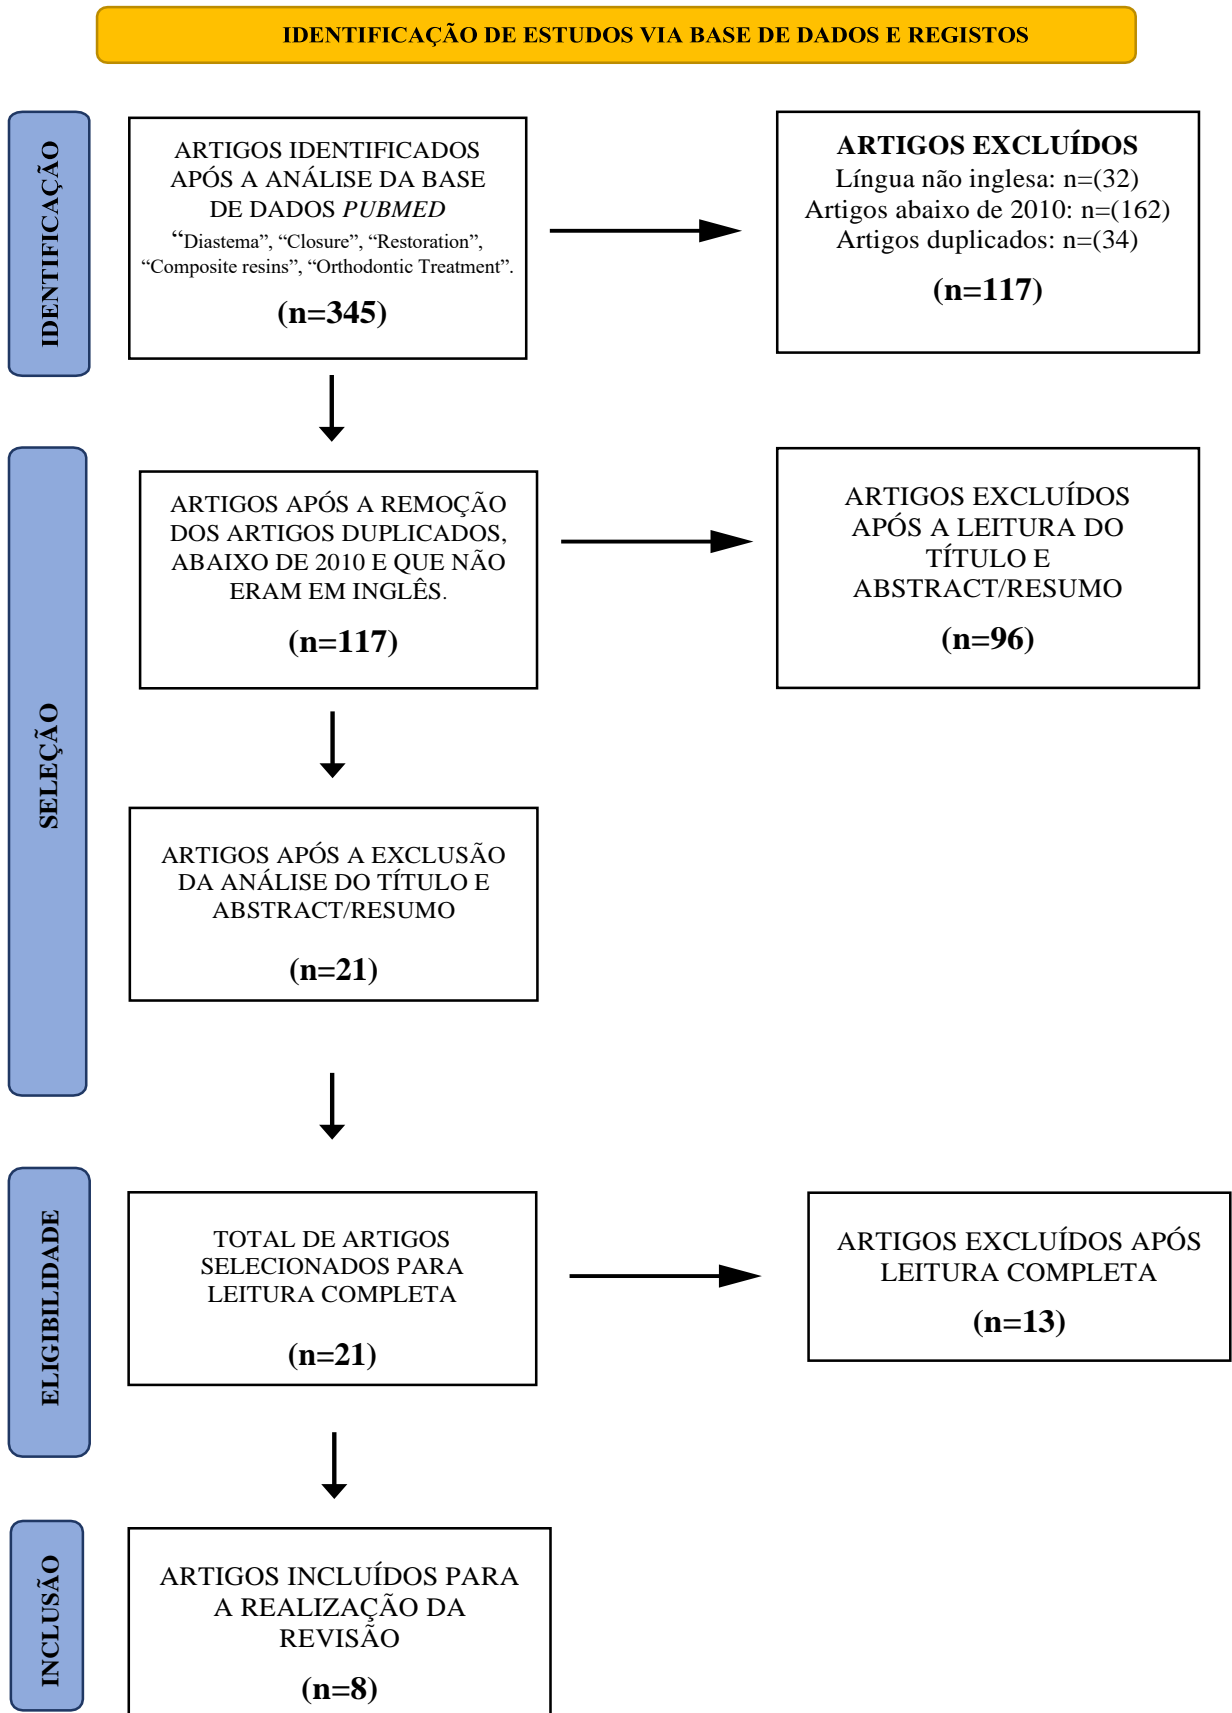 IDENTIFICAÇÃO DE ESTUDOS VIA BASE DE DADOS E REGISTOS
IDENTIFICAÇÃO
ARTIGOS IDENTIFICADOS
APÓS A ANÁLISE DA BASE
DE DADOS PUBMED
“Diastema”, “Closure”, “Restoration”,
“Composite resins”, “Orthodontic Treatment”.
(n=345)
ARTIGOS EXCLUÍDOS
Língua não inglesa: n=(32)
Artigos abaixo de 2010: n=(162)
Artigos duplicados: n=(34)
(n=117)
SELEÇÃO
ARTIGOS APÓS A REMOÇÃO
DOS ARTIGOS DUPLICADOS,
ABAIXO DE 2010 E QUE NÃO
ERAM EM INGLÊS.
(n=117)
ARTIGOS EXCLUÍDOS
APÓS A LEITURA DO
TÍTULO E
ABSTRACT/RESUMO
(n=96)
ARTIGOS APÓS A EXCLUSÃO
DA ANÁLISE DO TÍTULO E
ABSTRACT/RESUMO
(n=21)
ELIGIBILIDADE
TOTAL DE ARTIGOS
SELECIONADOS PARA
LEITURA COMPLETA
(n=21)
ARTIGOS EXCLUÍDOS APÓS
LEITURA COMPLETA
(n=13)
INCLUSÃO
ARTIGOS INCLUÍDOS PARA
A REALIZAÇÃO DA
REVISÃO
(n=8)